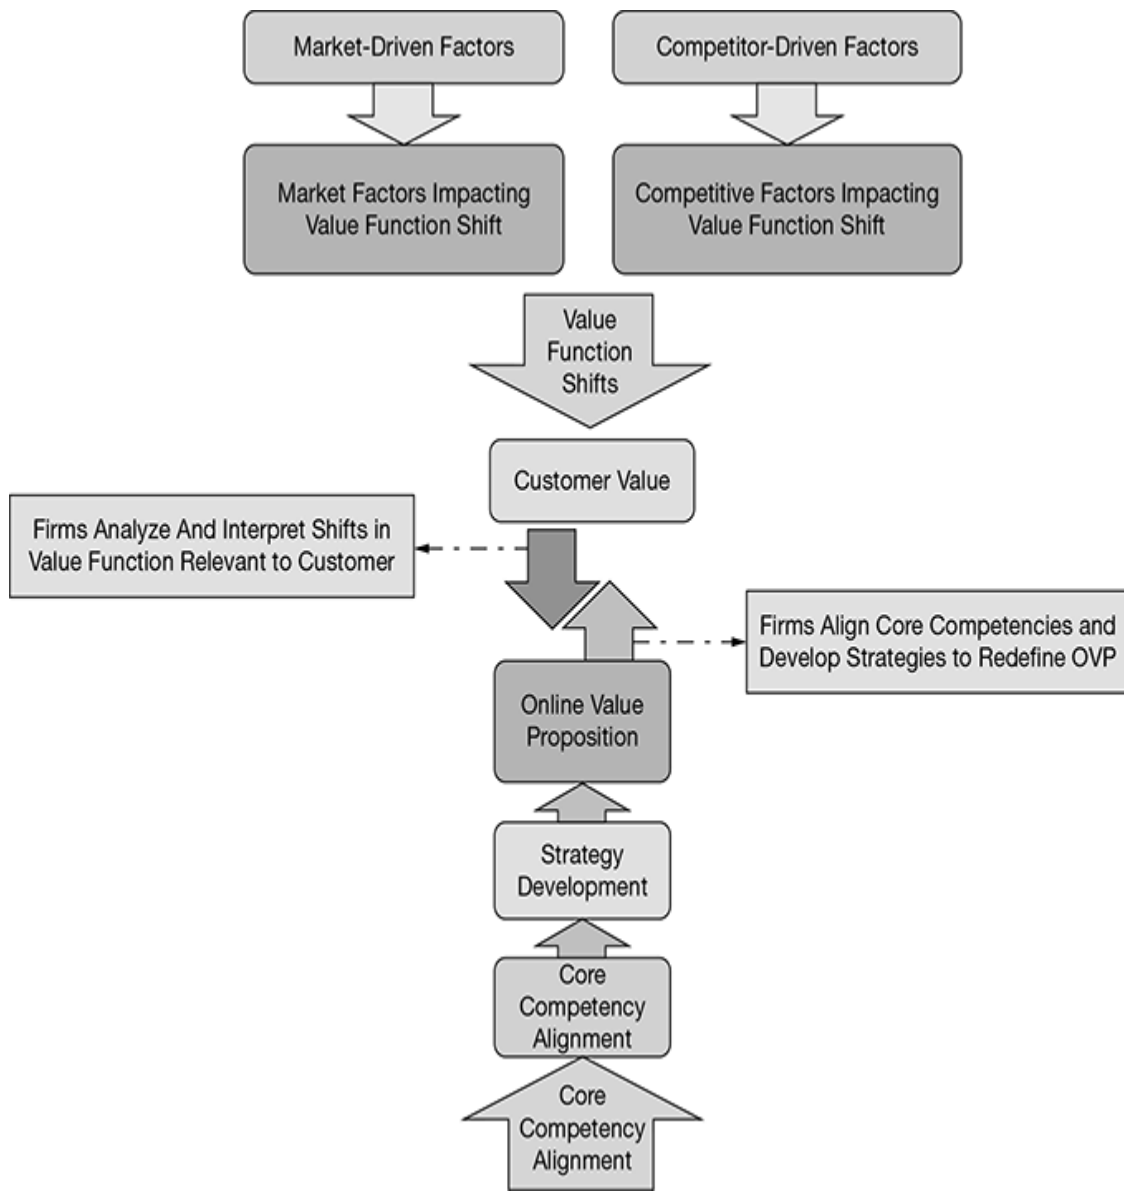 Market-Driven Factors
Competitor-Driven Factors
Market Factors Impacting
Value Function Shift
Competitive Factors Impacting
Value Function Shift
Value
Function
Shifts
Customer Value
Firms Analyze And Interpret Shifts in
Value Function Relevant to Customer
Firms Align Core Competencies and
Develop Strategies to Redefine OVP
Online Value
Proposition
Strategy
Development
Core
Competency
Alignment
Core
Competency
Alignment